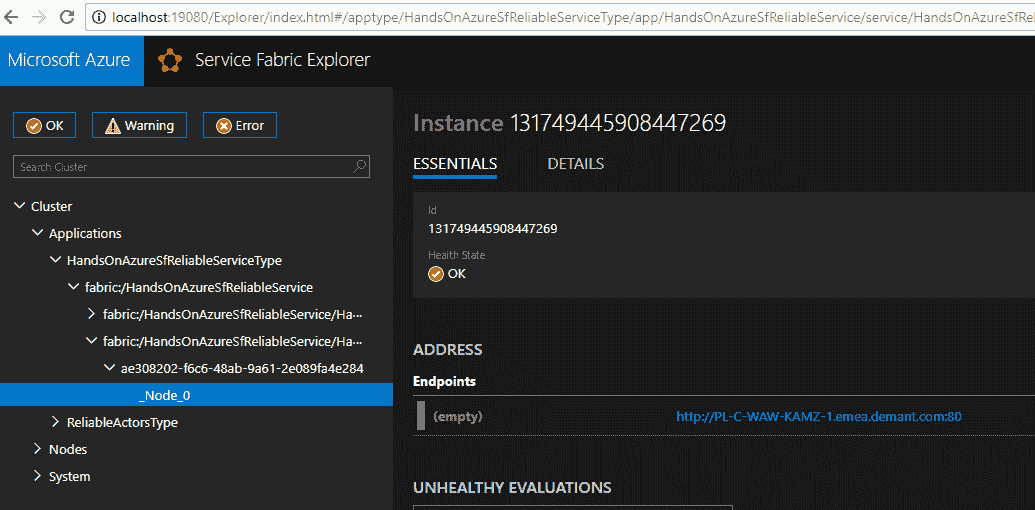 localhost:19080/Explorer/index.html#/apptype/HandsOnAzureSfReliableServiceType/app/HandsOnAzureSfReliableService/service/HandsOnAzureSfRel
Microsoft Azure
Service Fabric Explorer
OK
Warning
Error
Search Cluster
Cluster
Applications
HandsOnAzureSfReliableServiceType
fabric:/HandsOnAzureSfReliableService
fabric:/HandsOnAzureSfReliableService/Ha...
fabric:/HandsOnAzureSfReliableService/Ha...
ae308202-f6c6-48ab-9a61-2e089fa4e284
_Node_0
ReliableActorsType
Nodes
System
Instance 131749445908447269
ESSENTIALS
DETAILS
Id
131749445908447269
Health State
OK
ADDRESS
Endpoints
(empty)
http://PL-C-WAW-KAMZ-1.emea.demant.com:80
UNHEALTHY EVALUATIONS